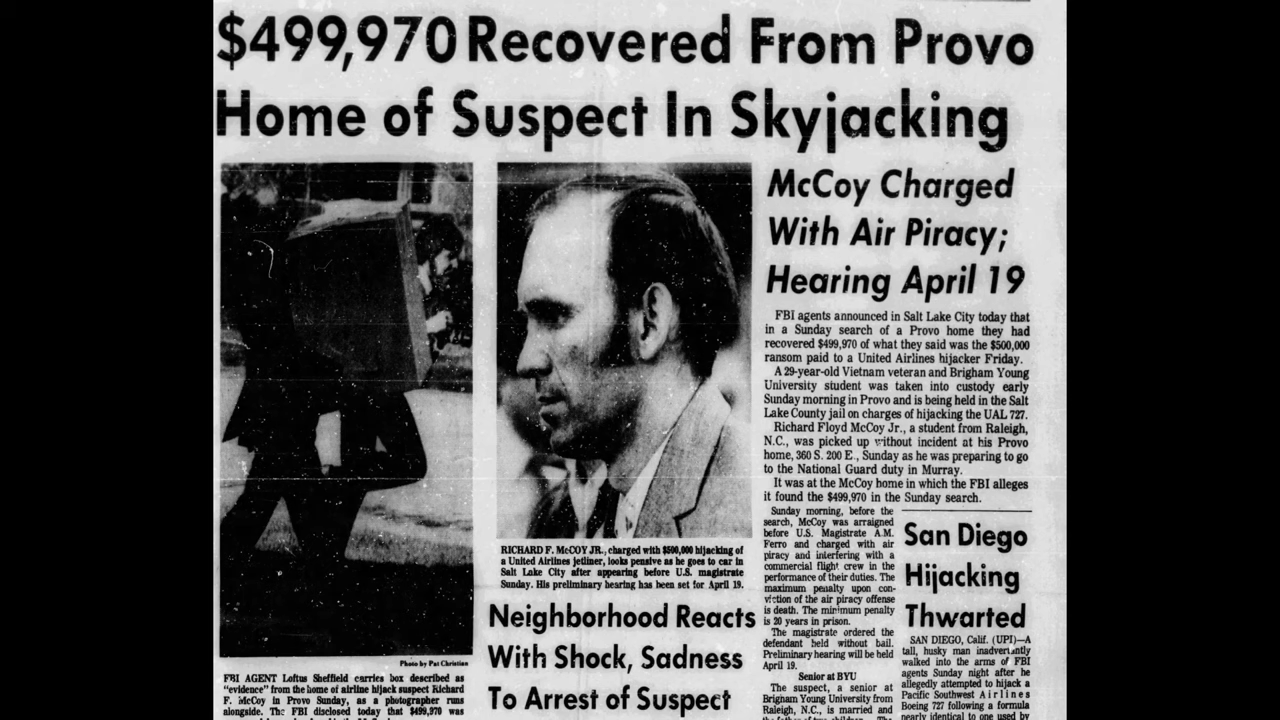 $499,970 Recovered From Provo
Home of Suspect In Skyjacking
McCoy Charged
With Air Piracy;
Hearing April 19
FBI agents announced in Salt Lake City today that
in a Sunday search of a Provo home they had
recovered $499,970 of what they said was the $500,000
ransom paid to a United Airlines hijacker Friday.
A 29-year-old Vietnam veteran and Brigham Young
University student was taken into custody early
Sunday morning in Provo and is being held in the Salt
Lake County jail on charges of hijacking the UAL 727.
Richard Floyd McCoy Jr., a student from Raleigh,
N.C., was picked up without incident at his Provo
home, 360 S. 200 E., Sunday as he was preparing to go
to the National Guard duty in Murray.
It was at the McCoy home in which the FBI alleges
it found the $499,970 in the Sunday search.
Sunday morning, before the
search, McCoy was arraigned
before U.S. Magistrate A.M.
Ferro and charged with air
piracy and interfering with a
commercial flight crew in the
performance of their duties. The
maximum penalty upon con-
viction of the air piracy offense
is death. The minimum penalty
is 20 years in prison.
The magistrate ordered the
defendant held without bail.
Preliminary hearing will be held
April 19.
Senior at BYU
The suspect, a senior at
Brigham Young University from
Raleigh, N.C., is married and
San Diego
Hijacking
Thwarted
SAN DIEGO, Calif. (UPI)—A
tall, husky man inadvertantly
walked into the arms of FBI
agents Sunday night after he
allegedly attempted to hijack a
Pacific Southwest Airlines
Boeing 727 following a formula
nearly identical to one used by
RICHARD F. McCOY JR., charged with $500,000 hijacking of
a United Airlines jetliner, looks pensive as he goes to car in
Salt Lake City after appearing before U.S. magistrate
Sunday. His preliminary hearing has been set for April 19.
Neighborhood Reacts
With Shock, Sadness
To Arrest of Suspect
Photo by Pat Christian
FBI AGENT Loftus Sheffield carries box described as
"evidence" from the home of airline hijack suspect Richard
F. McCoy in Provo Sunday, as a photographer runs
alongside. The FBI disclosed today that $499,970 was